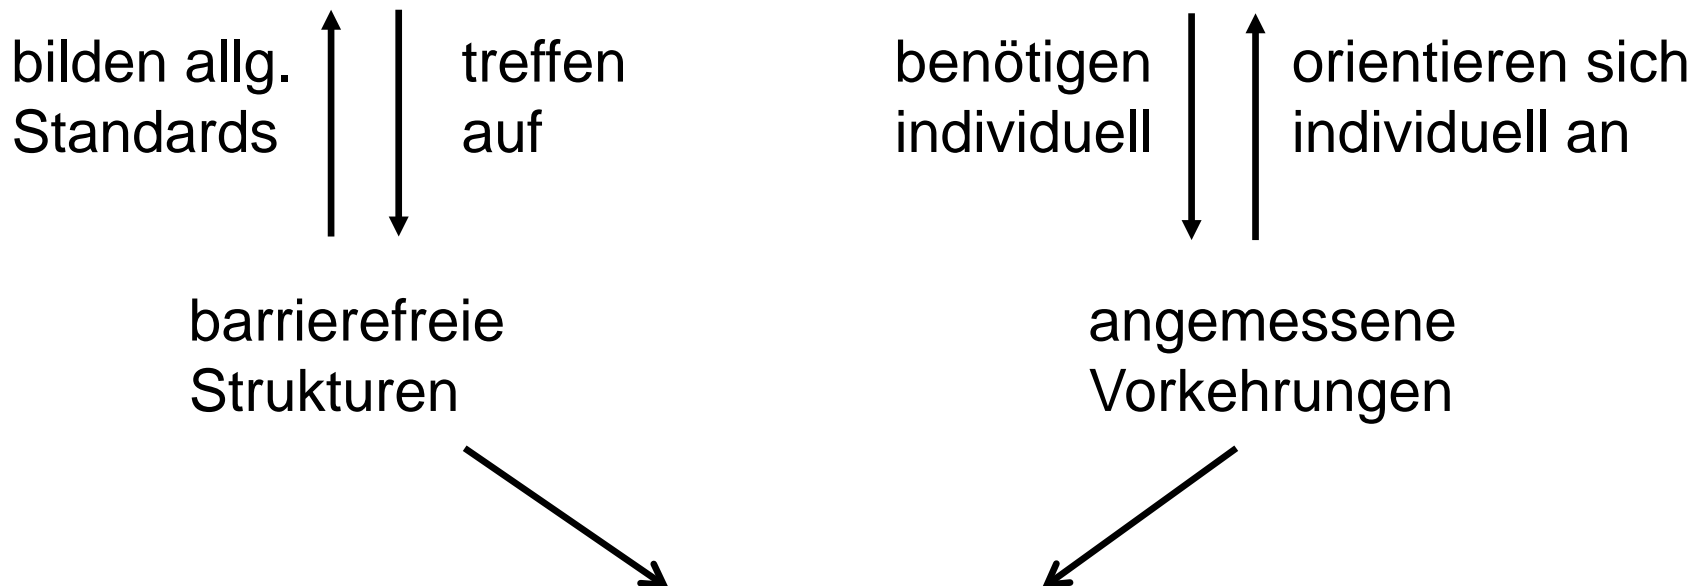 bilden allg.
Standards
treffen
auf
benötigen
individuell
orientieren sich
individuell an
barrierefreie
Strukturen
angemessene
Vorkehrungen